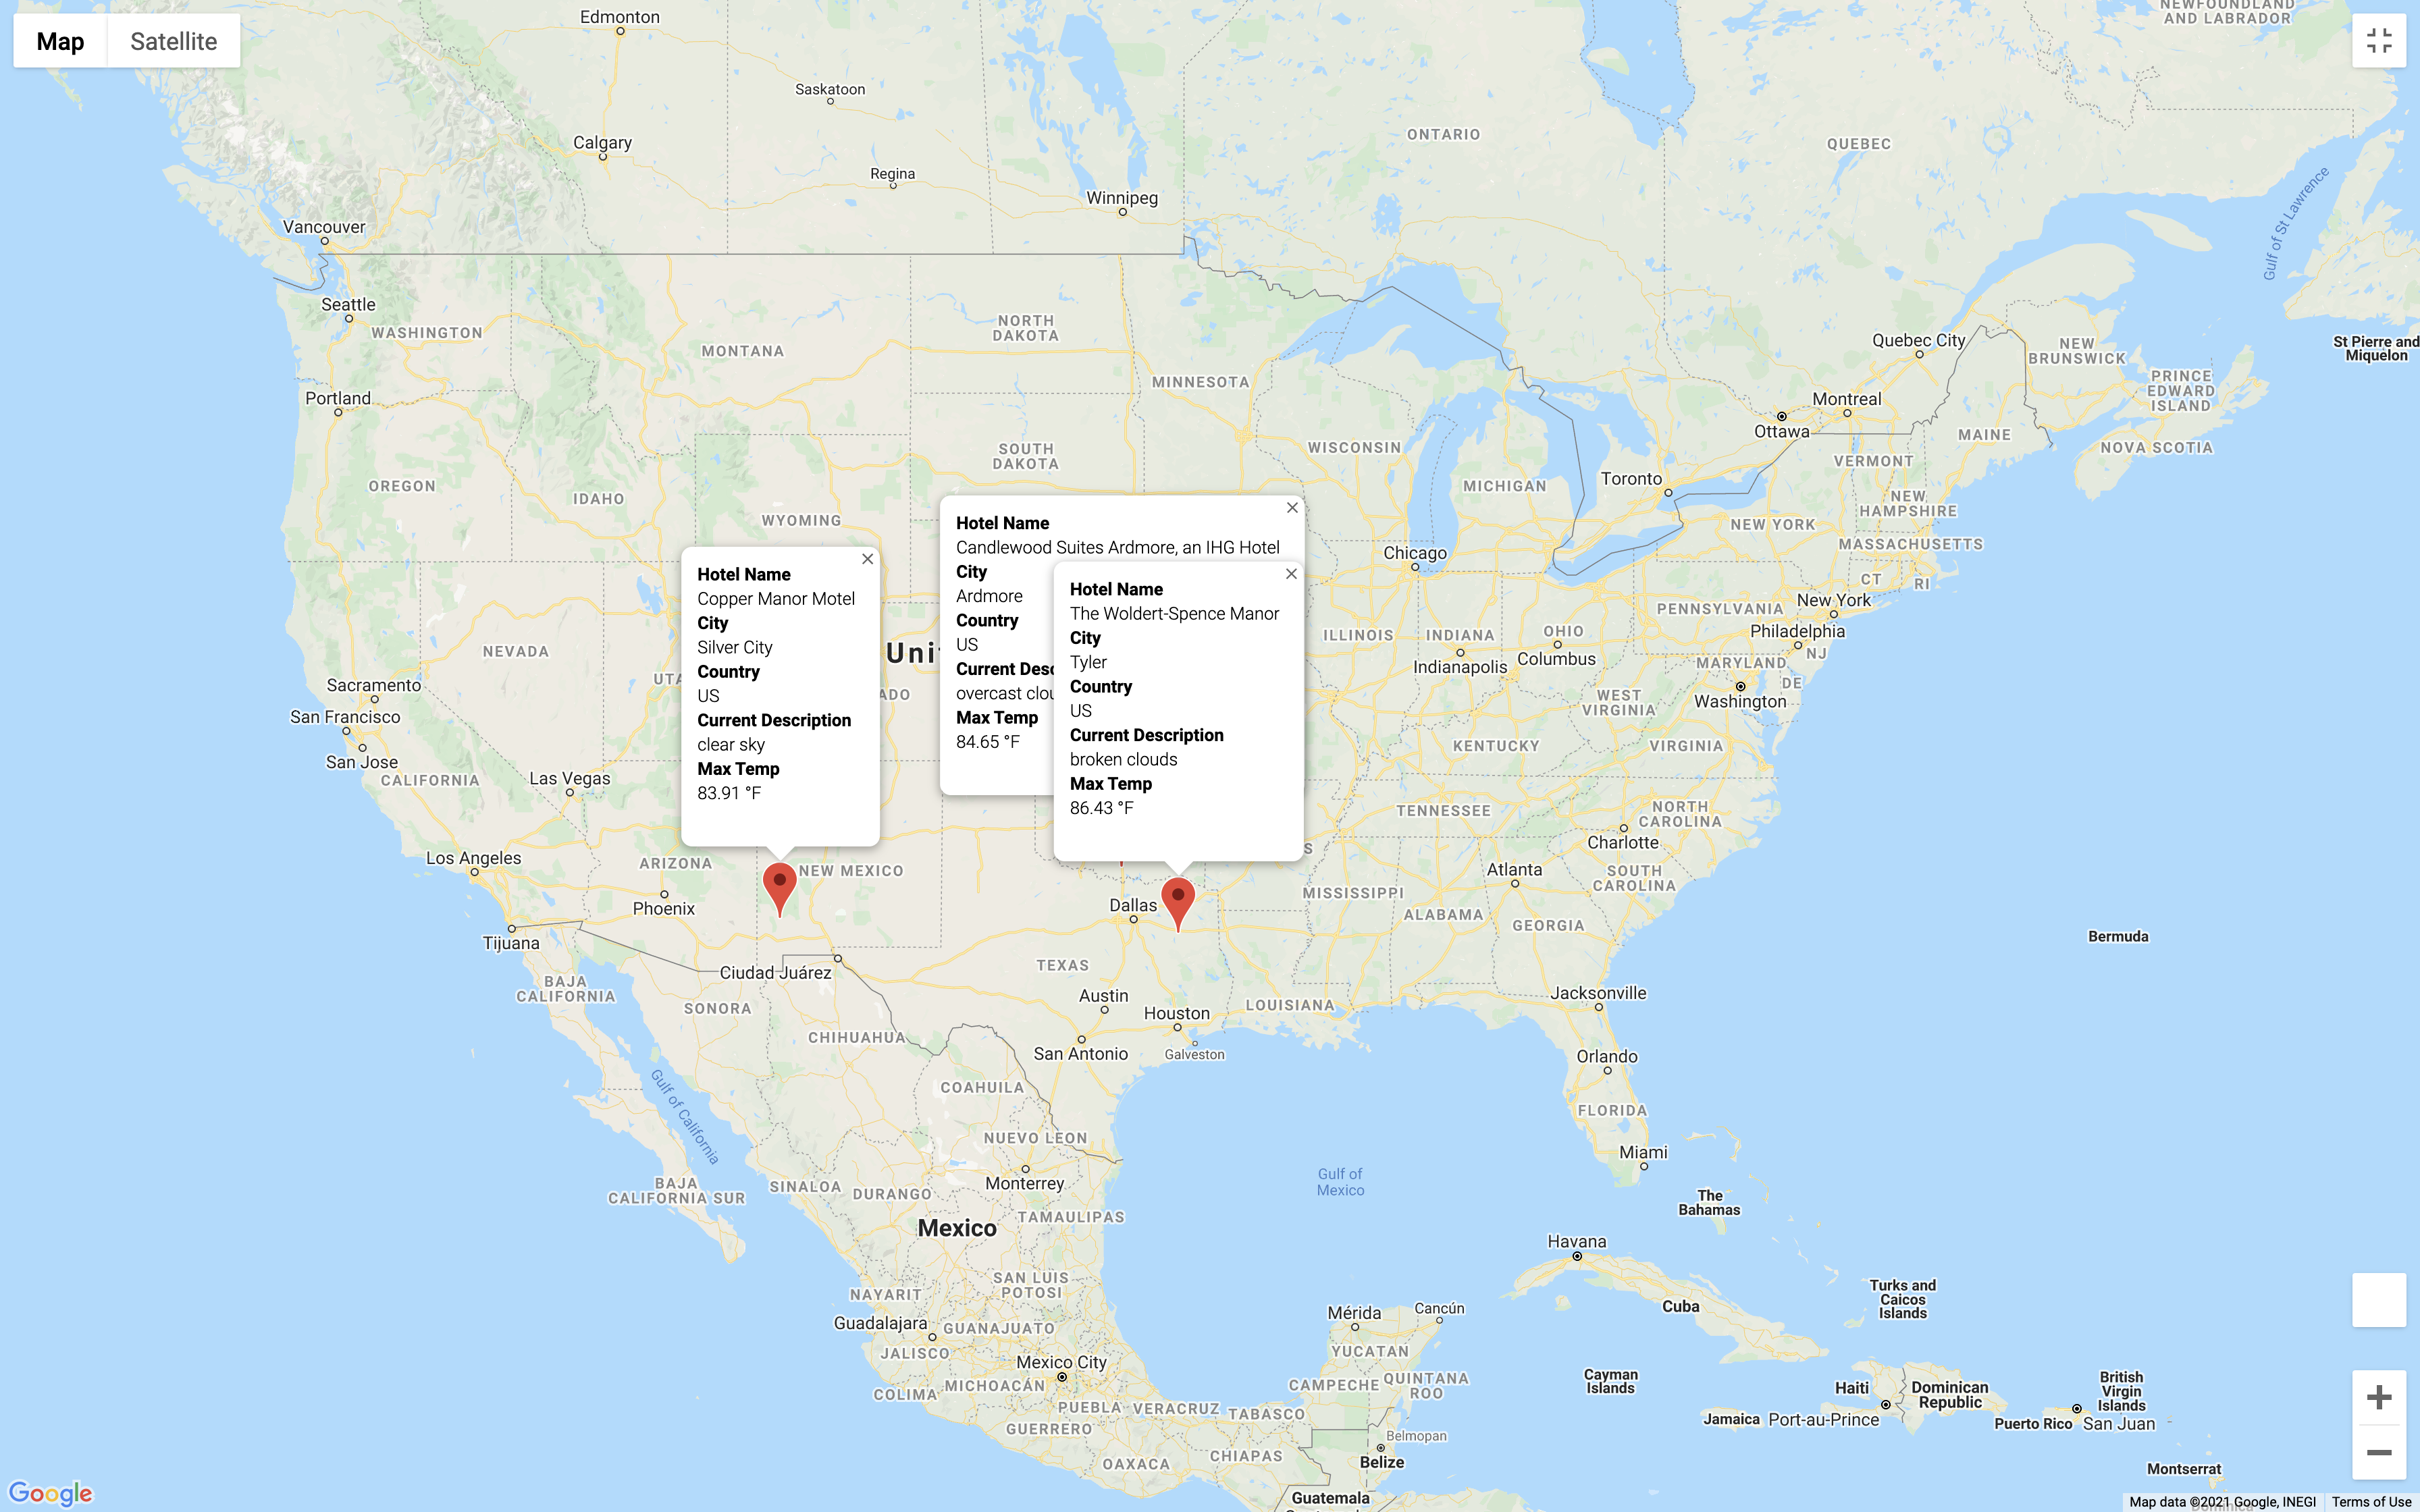 Map
Satellite
Edmonton
NEWFOUNDLAND
AND LABRADOR
Saskatoon
Calgary
ONTARIO
QUEBEC
Regina
Winnipeg
Gulf of St Lawrence
Vancouver
Seattle
WASHINGTON
NORTH
DAKOTA
MONTANA
Quebec City
NEW
BRUNSWICK
St Pierre and
Miquelon
MINNESOTA
PRINCE
EDWARD
ISLAND
Portland
Montreal
Ottawa
MAINE
NOVA SCOTIA
SOUTH
DAKOTA
WISCONSIN
VERMONT
OREGON
IDAHO
MICHIGAN
Toronto
NEW
HAMPSHIRE
WYOMING
NEW YORK
MASSACHUSETTS
Chicago
CT
RI
Hotel Name
Candlewood Suites Ardmore, an IHG Hotel
City
Ardmore
Country
US
Current Desc
overcast clou
Max Temp
84.65 °F
Hotel Name
Copper Manor Motel
City
Silver City
Country
US
Current Description
clear sky
Max Temp
83.91 °F
Hotel Name
The Woldert-Spence Manor
City
Tyler
Country
US
Current Description
broken clouds
Max Temp
86.43 °F
PENNSYLVANIA
New York
NEVADA
Uni
ILLINOIS
INDIANA
OHIO
Philadelphia
NJ
Indianapolis
Columbus
MARYLAND
DE
UTA
ADO
Sacramento
WEST
VIRGINIA
Washington
San Francisco
KENTUCKY
VIRGINIA
San Jose
CALIFORNIA
Las Vegas
TENNESSEE
NORTH
CAROLINA
Charlotte
Los Angeles
ARIZONA
NEW MEXICO
S
Atlanta
SOUTH
CAROLINA
Phoenix
Dallas
MISSISSIPPI
ALABAMA
GEORGIA
Tijuana
Bermuda
Ciudad Juárez
TEXAS
BAJA
CALIFORNIA
SONORA
Austin
Houston
LOUISIANA
Jacksonville
CHIHUAHUA
San Antonio
Galveston
Orlando
Gulf of California
COAHUILA
FLORIDA
NUEVO LEON
Miami
Monterrey
BAJA
CALIFORNIA SUR
SINALOA
DURANGO
Gulf of
Mexico
The
Bahamas
TAMAULIPAS
Mexico
Havana
SAN LUIS
POTOSI
NAYARIT
Turks and
Caicos
Islands
Cuba
Mérida
Cancún
Guadalajara
GUANAJUATO
JALISCO
YUCATAN
Mexico City
Cayman
Islands
QUINTANA
ROO
CAMPECHE
COLIMA
MICHOACÁN
Haiti
Dominican
Republic
British
Virgin
Islands
PUEBLA
VERACRUZ
TABASCO
Jamaica
Port-au-Prince
Puerto Rico
San Juan
GUERRERO
Belmopan
CHIAPAS
OAXACA
Belize
Montserrat
Guatemala
Google
Dominica
Map data ©2021 Google, INEGI
Terms of Use